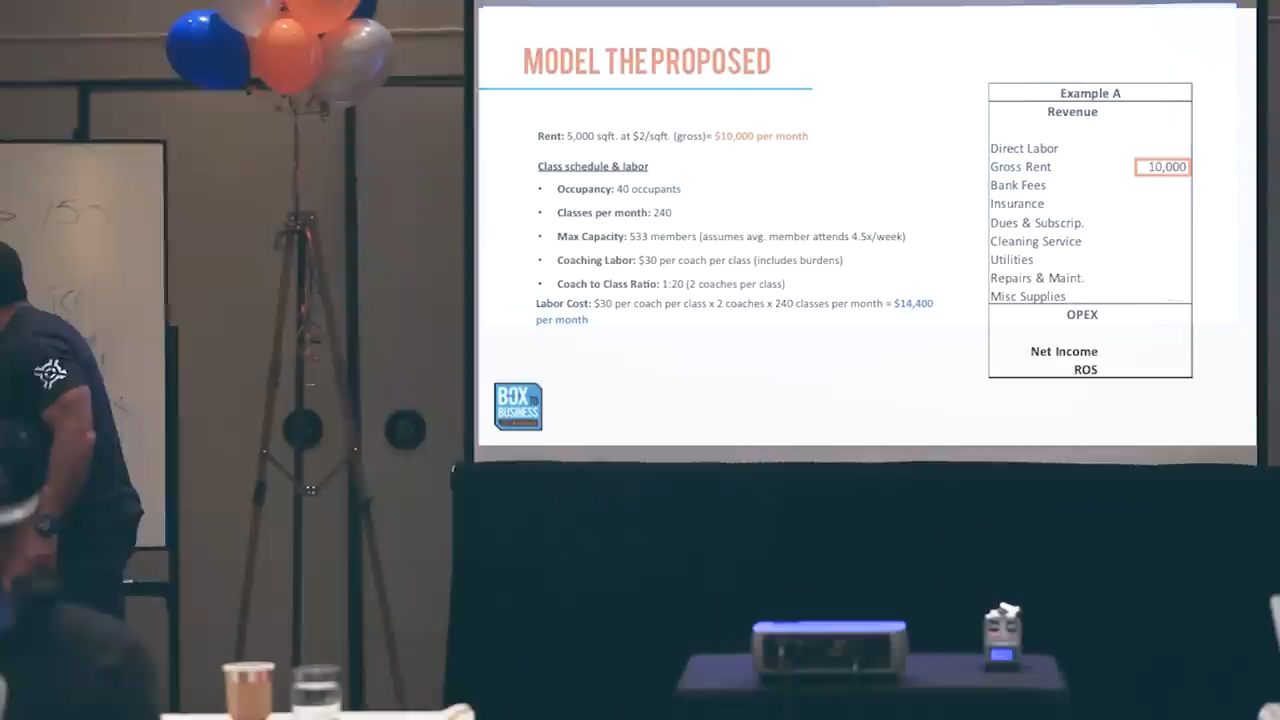 MODEL THE PROPOSED
Rent: 5,000 sqft. at $2/sqft. (gross)= $10,000 per month
Class schedule & labor
• Occupancy: 40 occupants
• Classes per month: 240
• Max Capacity: 533 members (assumes avg. member attends 4.5x/week)
• Coaching Labor: $30 per coach per class (includes burdens)
• Coach to Class Ratio: 1:20 (2 coaches per class)
Labor Cost: $30 per coach per class x 2 coaches x 240 classes per month = $14,400
per month
Example A
Revenue
Direct Labor
Gross Rent 10,000
Bank Fees
Insurance
Dues & Subscrip.
Cleaning Service
Utilities
Repairs & Maint.
Misc Supplies
OPEX
Net Income
ROS
BOX TO
BUSINESS